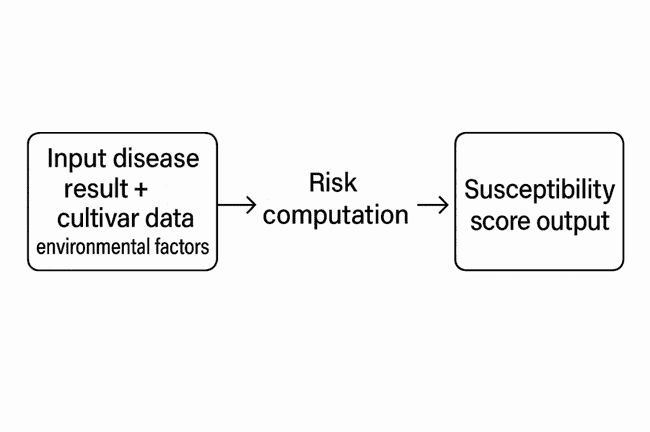 Input disease
result +
cultivar data
environmental factors
Risk
computation
Susceptibility
score output